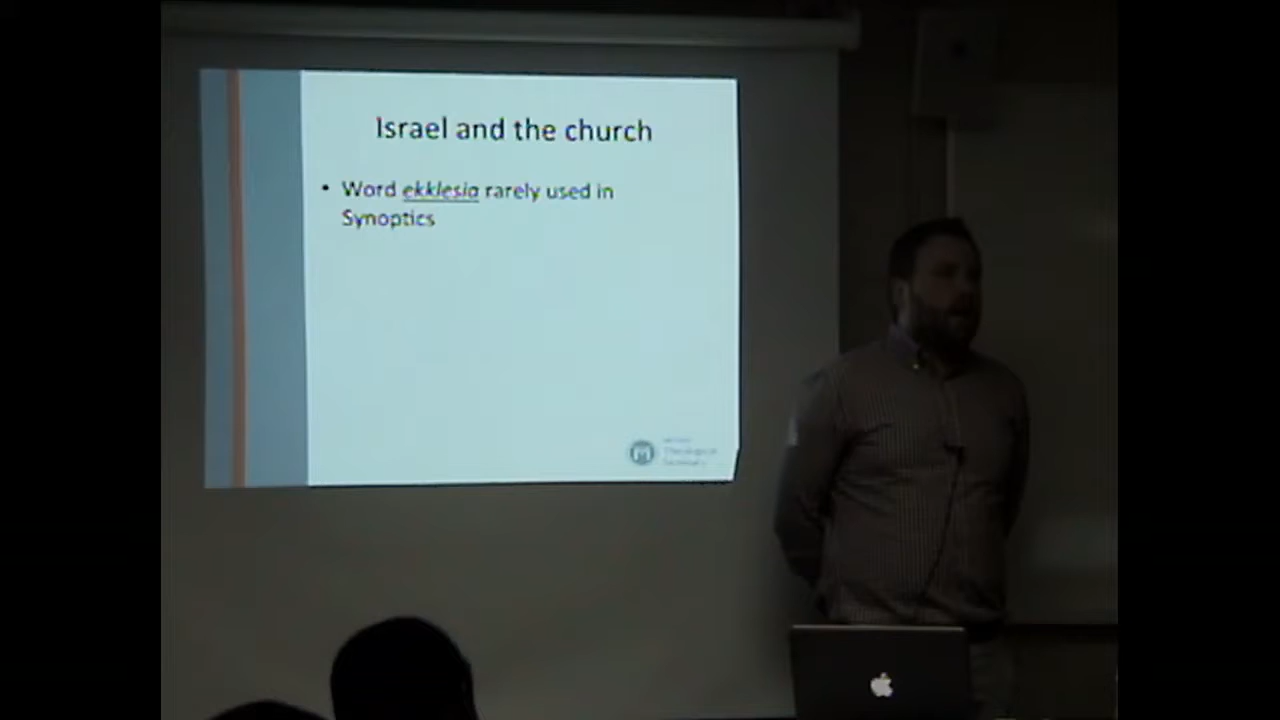 Israel and the church
• Word ekklesia rarely used in
Synoptics